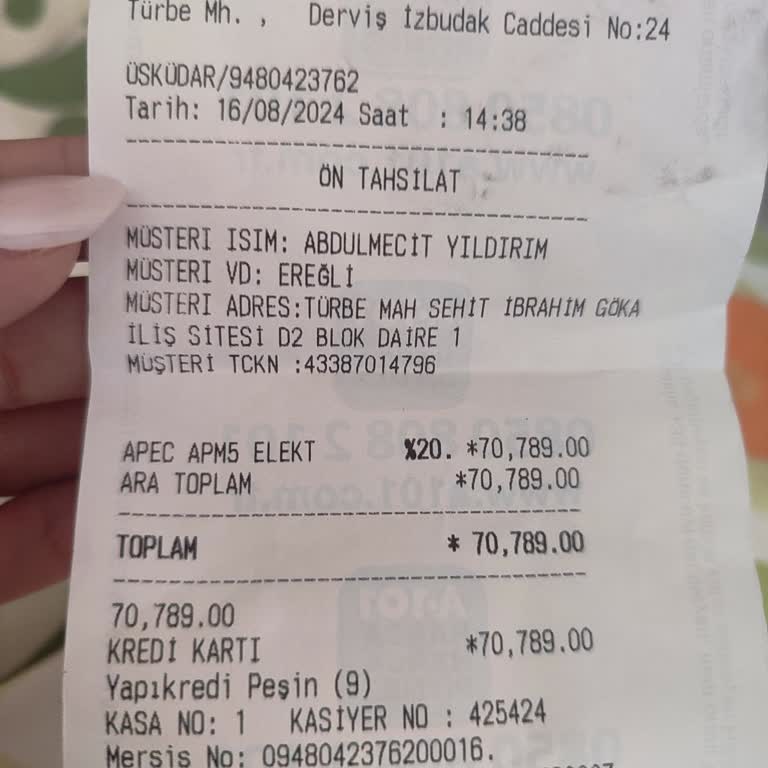 Türbe Mh. , Derviş İzbudak Caddesi No:24
ÜSKÜDAR/9480423762
Tarih: 16/08/2024 Saat : 14:38
ÖN TAHSİLAT
MÜSTERI ISIM: ABDULMECİT YILDIRIM
MÜSTERI VD: EREĞLİ
MÜSTERI ADRES:TÜRBE MAH SEHİT İBRAHİM GÖKA
İLİŞ SİTESİ D2 BLOK DAİRE 1
MÜŞTERİ TCKN :43387014796
APEC APM5 ELEKT %20. *70,789.00
ARA TOPLAM *70,789.00
TOPLAM * 70,789.00
70,789.00
KREDİ KARTI *70,789.00
Yapıkredi Peşin (9)
KASA NO: 1 KASİYER NO : 425424
Mersis No: 0948042376200016.